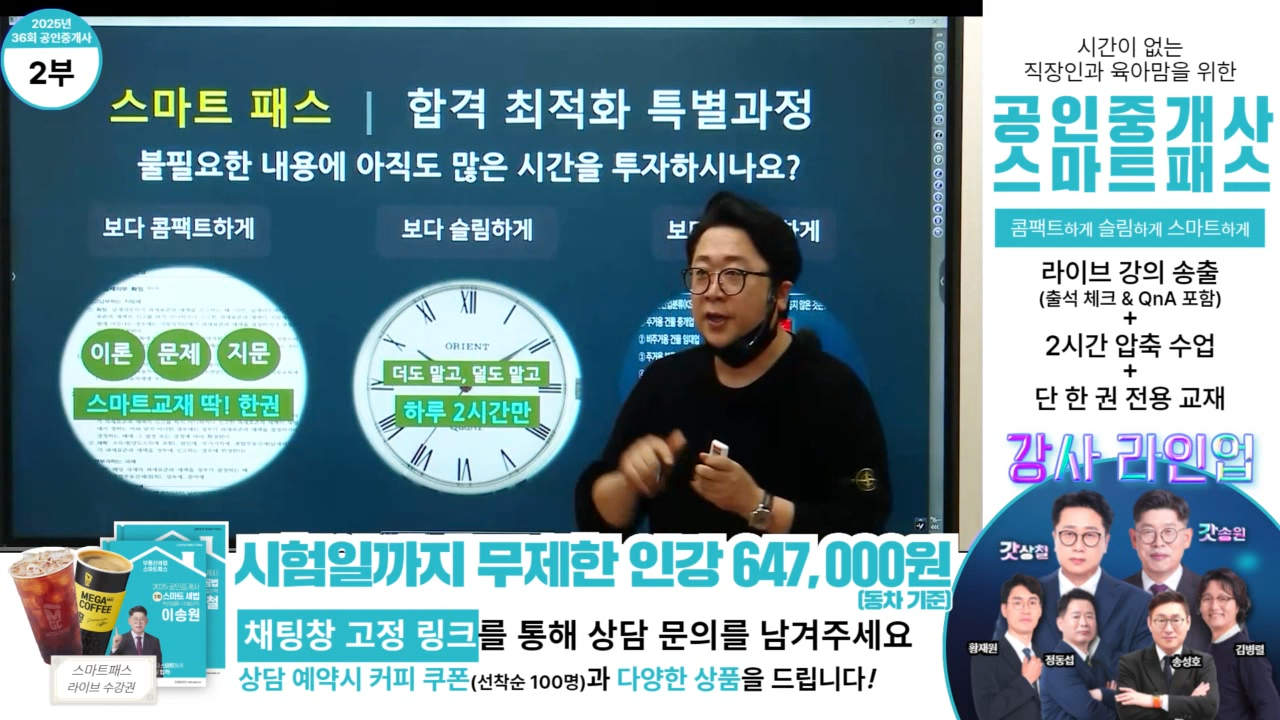 2025년
36회 공인중개사
2부
스마트 패스 | 합격 최적화 특별과정
불필요한 내용에 아직도 많은 시간을 투자하시나요?
보다 콤팩트하게
보다 슬림하게
이론 문제 지문
스마트교재 딱! 한권
ORIENT
더도 말고, 덜도 말고
하루 2시간만
시간이 없는
직장인과 육아맘을 위한
공인중개사
스마트패스
콤팩트하게 슬림하게 스마트하게
라이브 강의 송출
(출석 체크 & QnA 포함)
+
2시간 압축 수업
+
단 한 권 전용 교재
강사 라인업
갓상철
갓송원
황재원
정동섭
송성호
김병렬
MEGA
COFFEE
스마트 세법
이송원
스마트패스
라이브 수강권
시험일까지 무제한 인강 647,000원
(동차 기준)
채팅창 고정 링크를 통해 상담 문의를 남겨주세요
상담 예약시 커피 쿠폰(선착순 100명)과 다양한 상품을 드립니다!